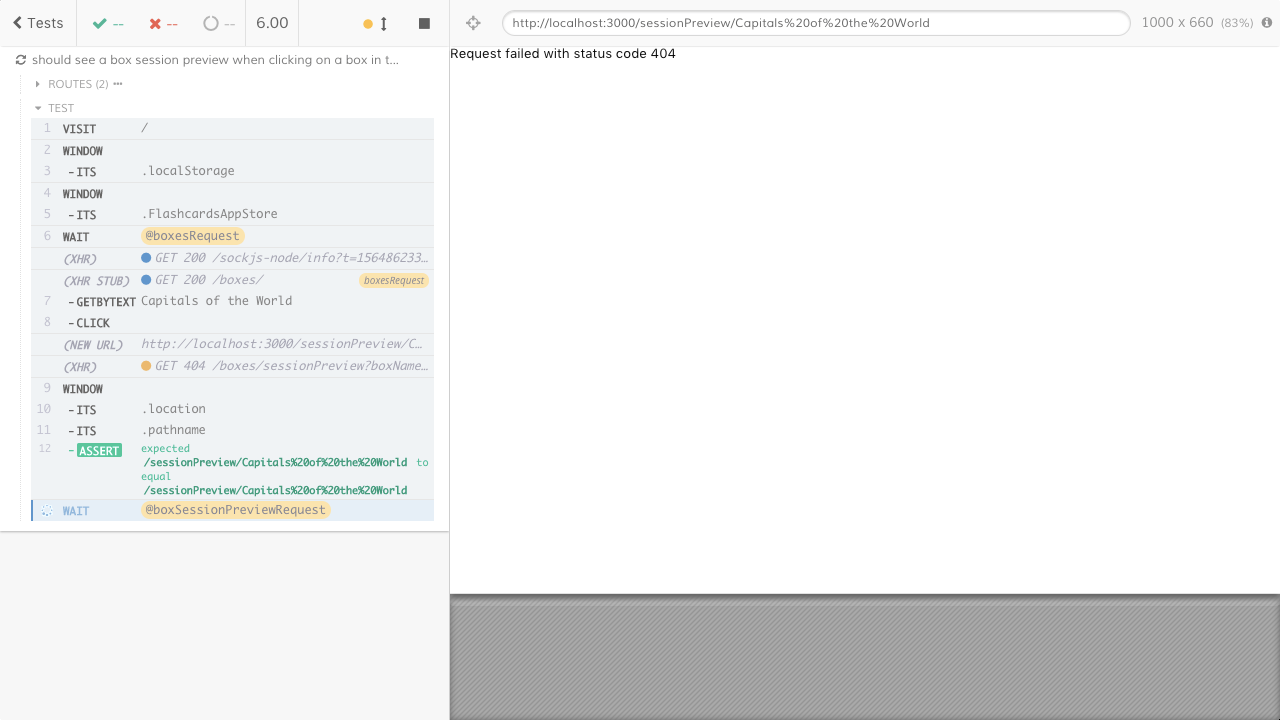 Tests
--
--
--
6.00
http://localhost:3000/sessionPreview/Capitals%20of%20the%20World
1000 x 660 (83%)
should see a box session preview when clicking on a box in t...
ROUTES (2)
TEST
1 VISIT /
2 WINDOW
3 - ITS .localStorage
4 WINDOW
5 - ITS .FlashcardsAppStore
6 WAIT @boxesRequest
(XHR) GET 200 /sockjs-node/info?t=156486233...
(XHR STUB) GET 200 /boxes/ boxesRequest
7 - GETBYTEXT Capitals of the World
8 - CLICK
(NEW URL) http://localhost:3000/sessionPreview/C...
(XHR) GET 404 /boxes/sessionPreview?boxName...
9 WINDOW
10 - ITS .location
11 - ITS .pathname
12 - ASSERT expected
/sessionPreview/Capitals%20of%20the%20World to
equal
/sessionPreview/Capitals%20of%20the%20World
WAIT @boxSessionPreviewRequest
Request failed with status code 404